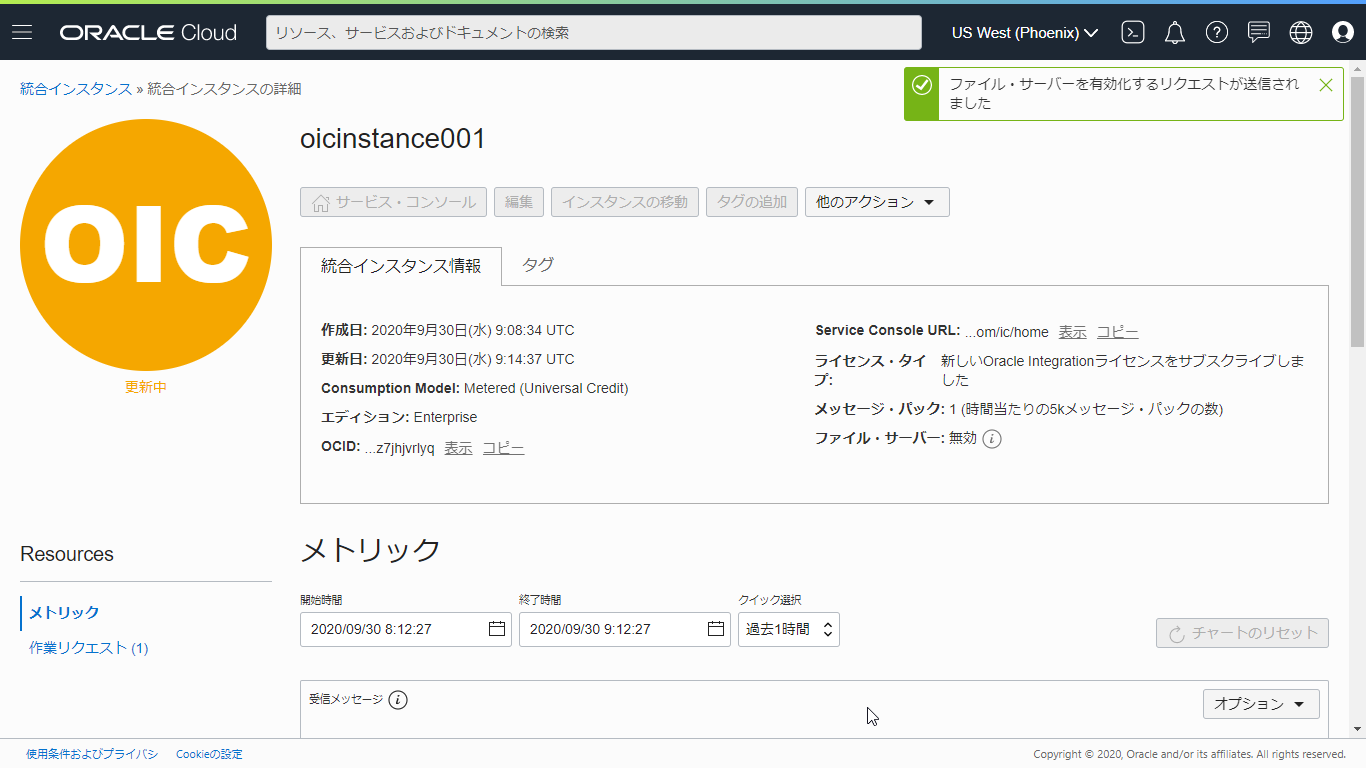 ORACLE Cloud
リソース、サービスおよびドキュメントの検索
US West (Phoenix)
統合インスタンス » 統合インスタンスの詳細
ファイル・サーバーを有効化するリクエストが送信され
ました
OIC
更新中
oicinstance001
サービス・コンソール
編集
インスタンスの移動
タグの追加
他のアクション
統合インスタンス情報
タグ
作成日: 2020年9月30日(水) 9:08:34 UTC
更新日: 2020年9月30日(水) 9:14:37 UTC
Consumption Model: Metered (Universal Credit)
エディション: Enterprise
OCID: ...z7jhjvrlyq 表示 コピー
Service Console URL: ...om/ic/home 表示 コピー
ライセンス・タイ 新しいOracle Integrationライセンスをサブスクライブしま
プ: した
メッセージ・パック: 1 (時間当たりの5kメッセージ・パックの数)
ファイル・サーバー: 無効
Resources
メトリック
作業リクエスト (1)
メトリック
開始時間
2020/09/30 8:12:27
終了時間
2020/09/30 9:12:27
クイック選択
過去1時間
チャートのリセット
受信メッセージ
オプション
使用条件およびプライバシ
Cookieの設定
Copyright © 2020, Oracle and/or its affiliates. All rights reserved.